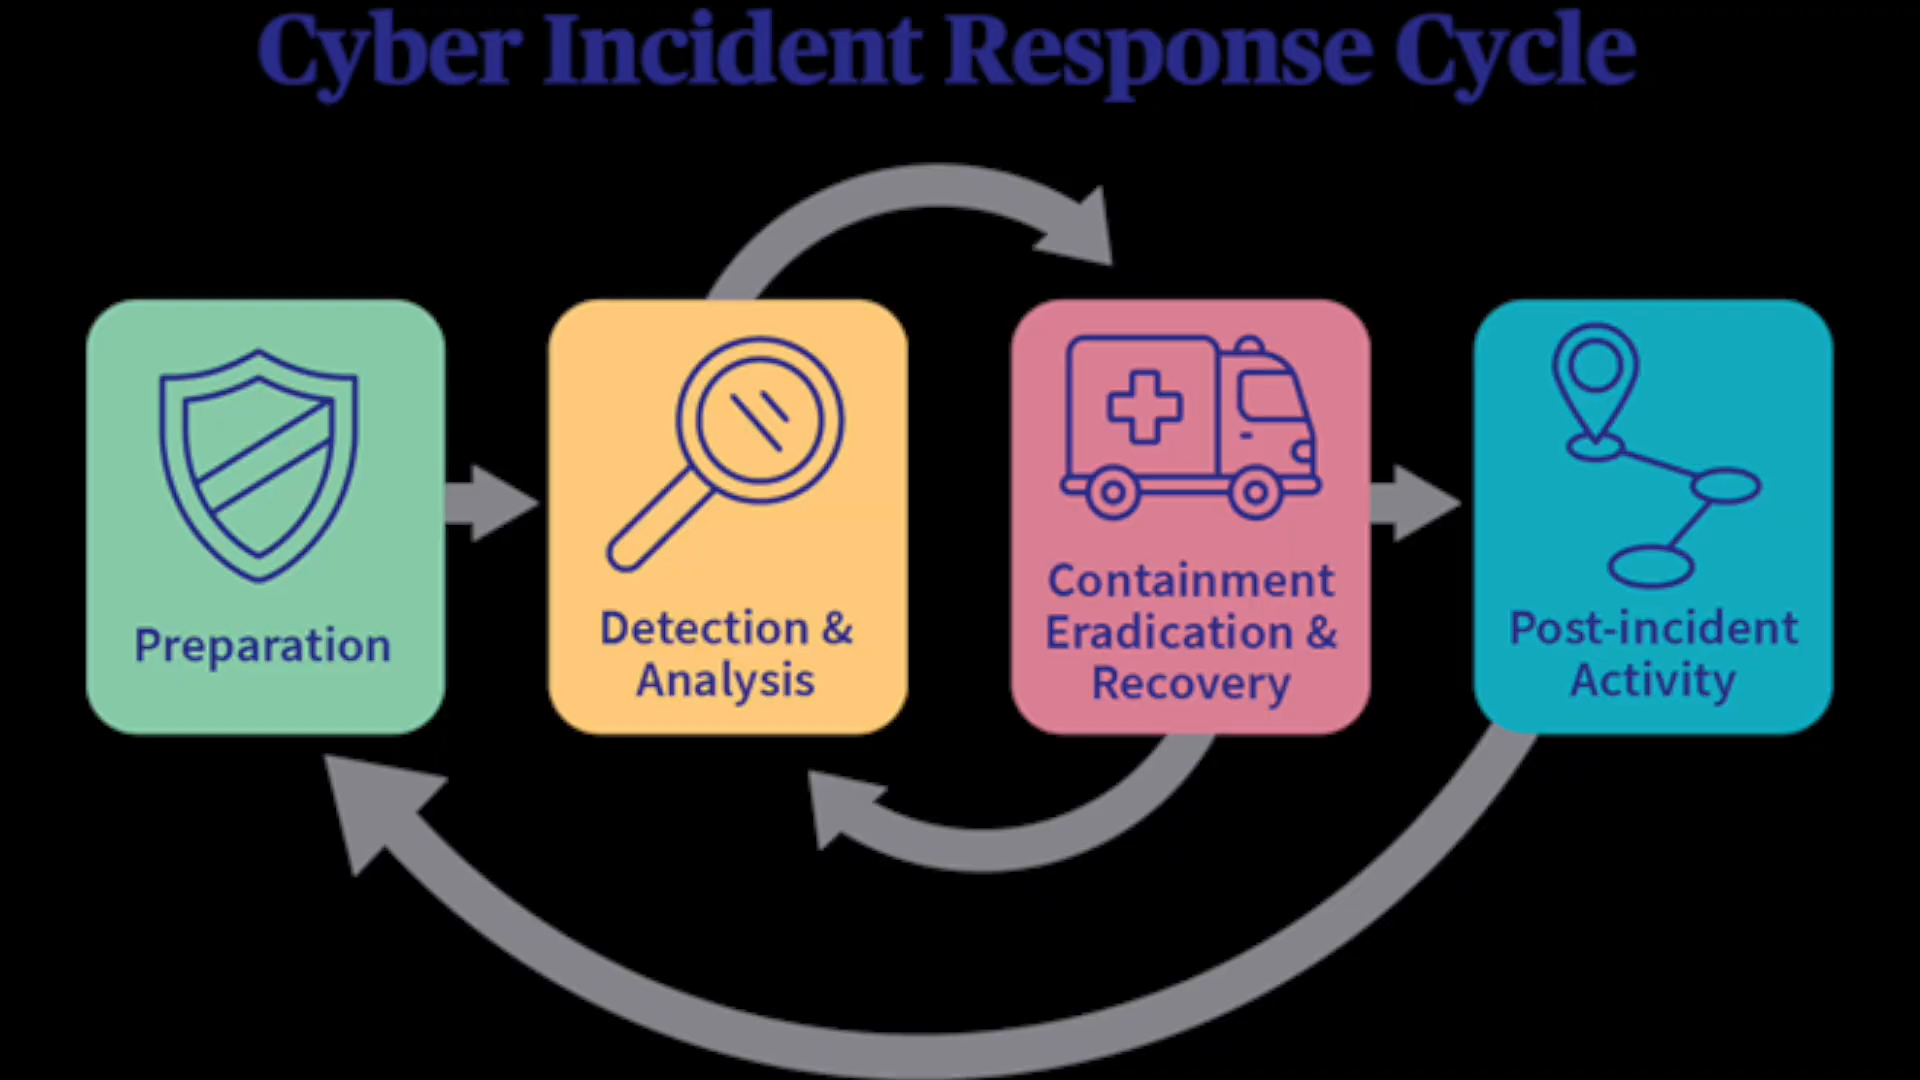 Cyber Incident Response Cycle
Preparation
Detection &
Analysis
Containment
Eradication &
Recovery
Post-incident
Activity